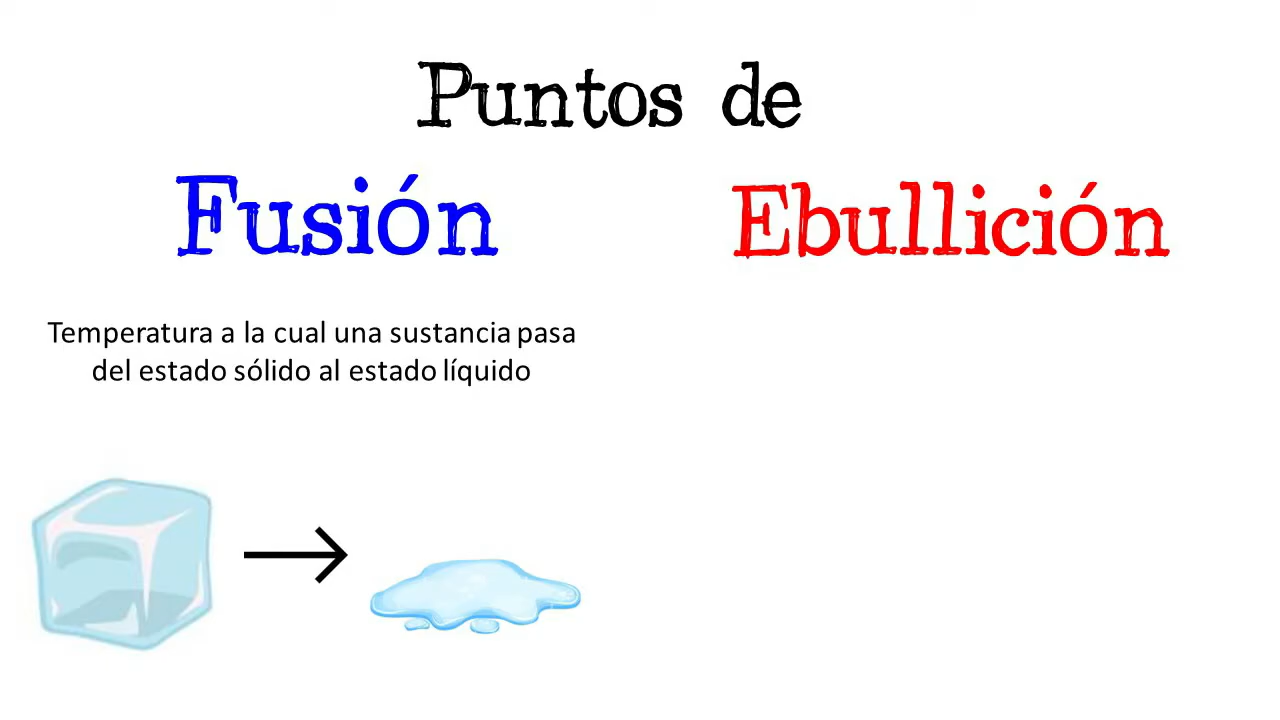 Puntos de
Fusión
Ebullición
Temperatura a la cual una sustancia pasa
del estado sólido al estado líquido